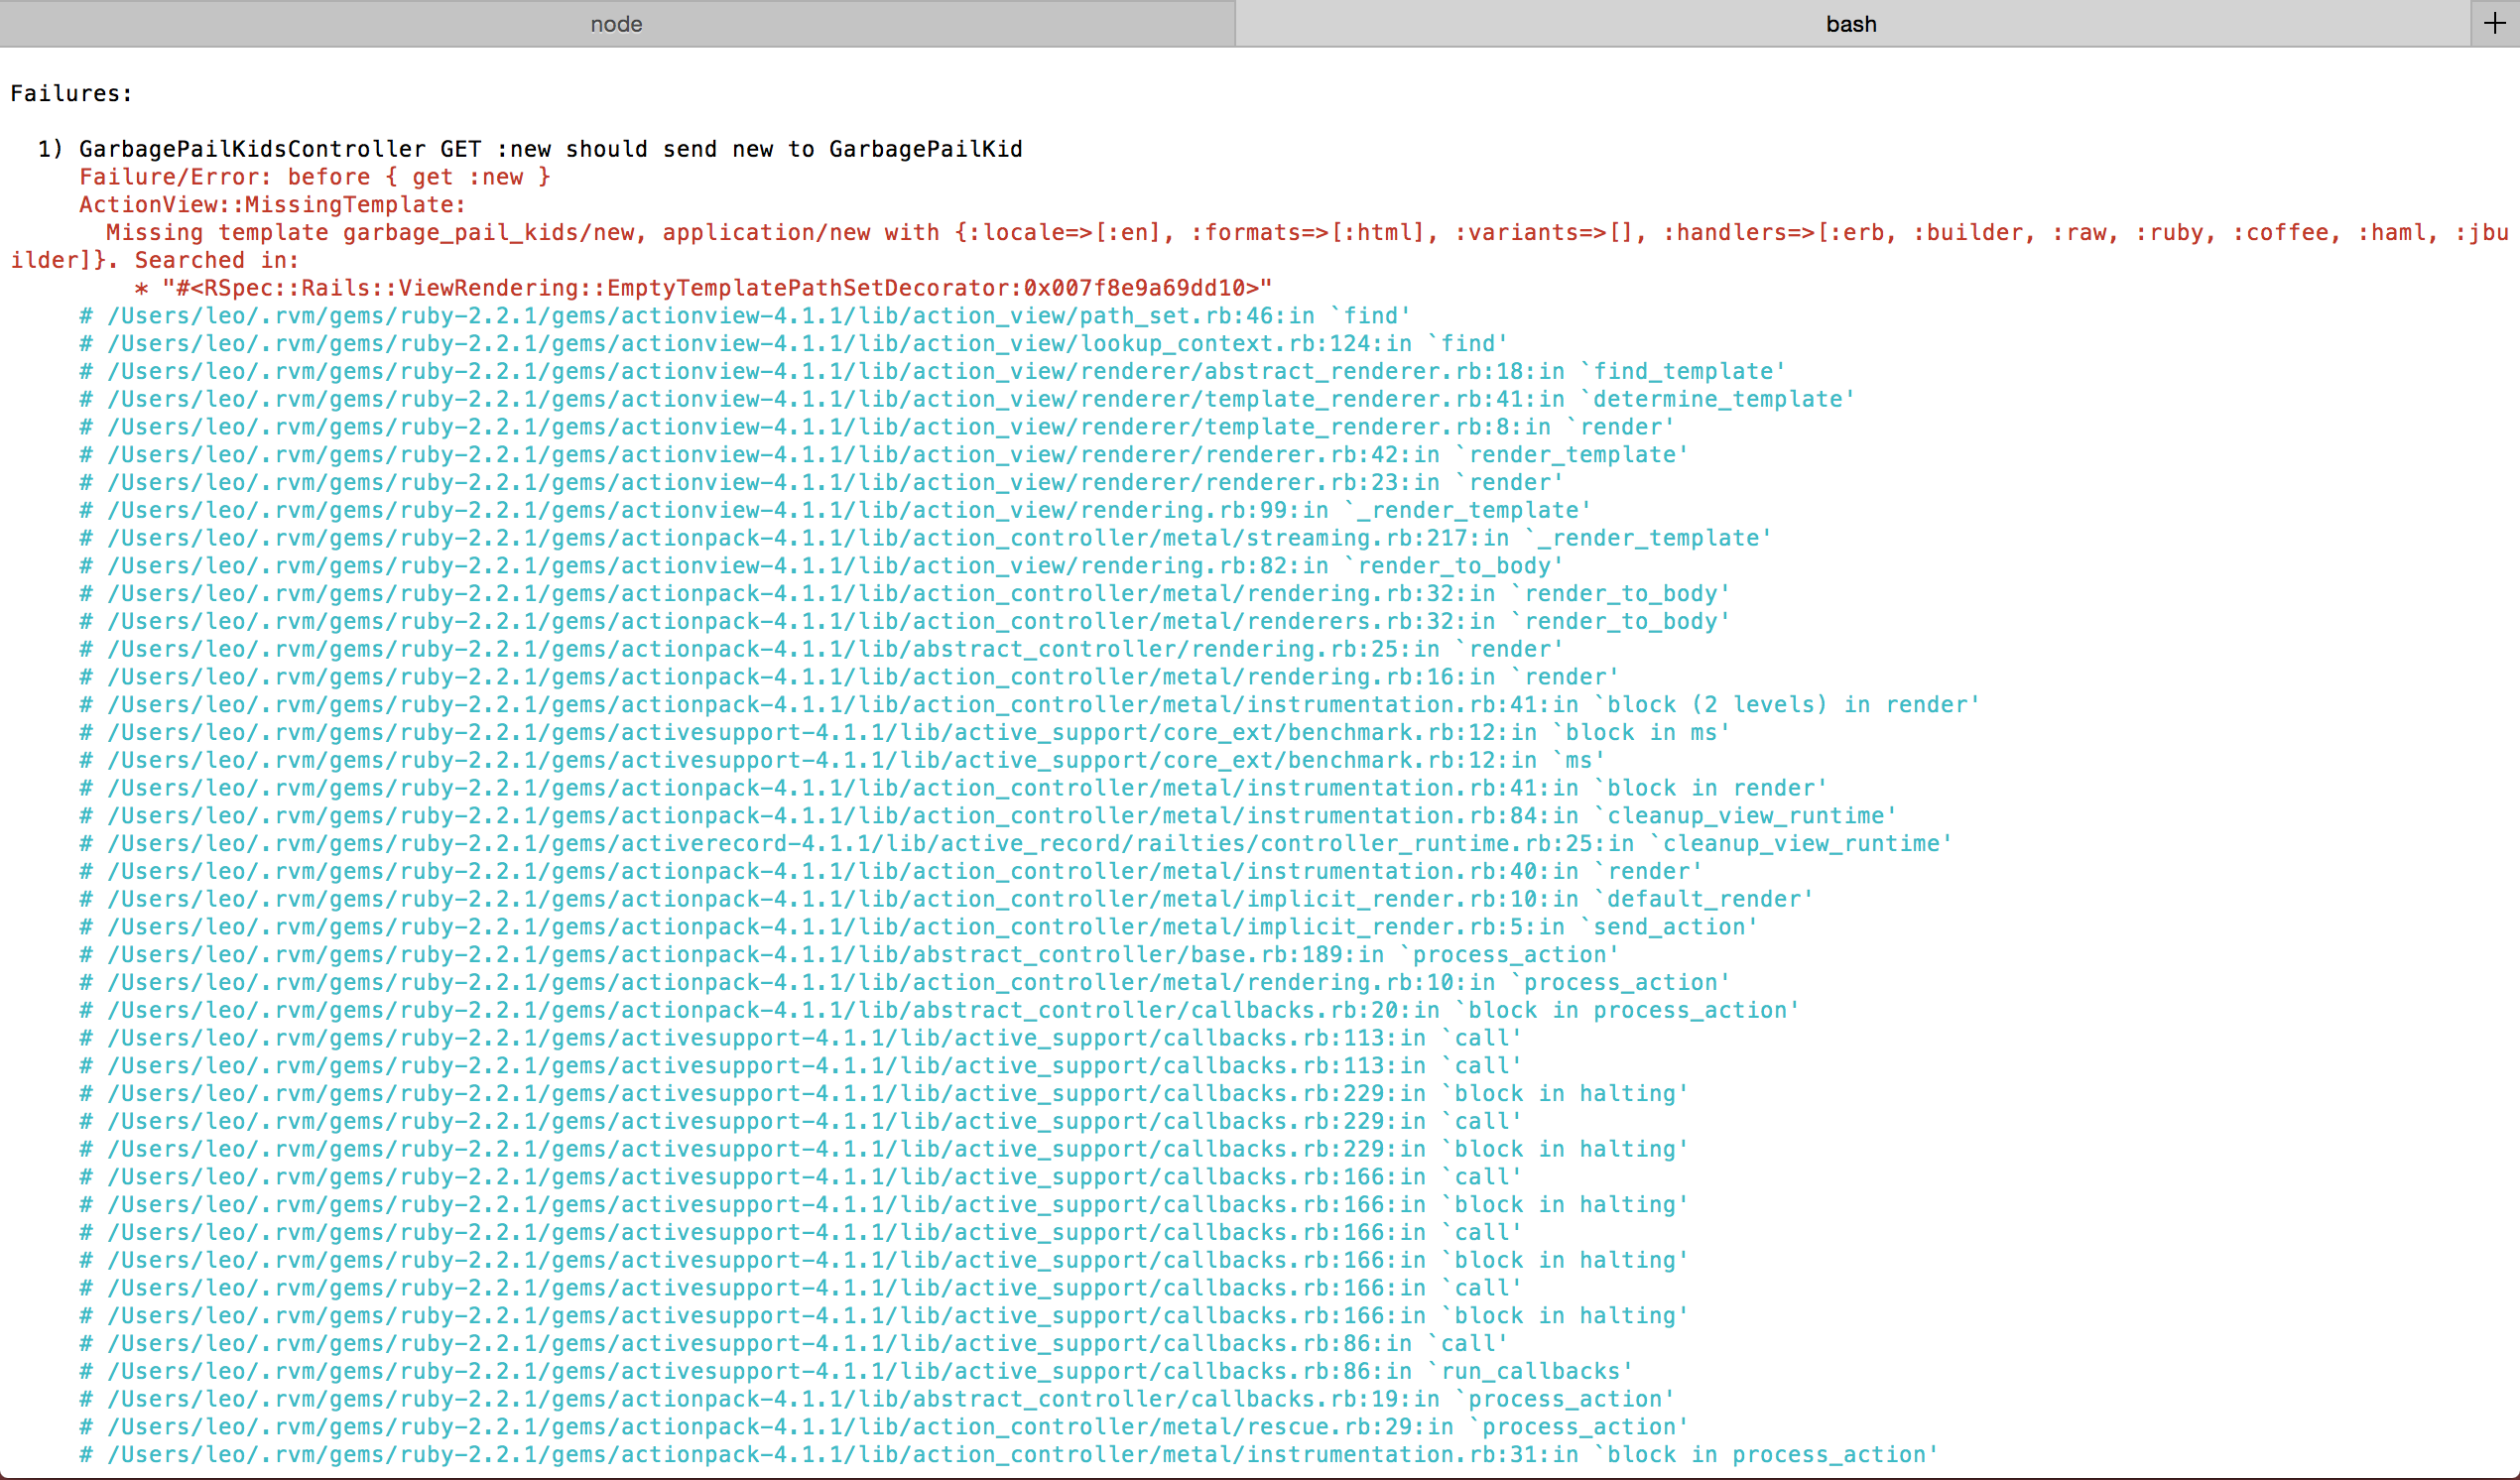 node
bash
+
Failures:
1) GarbagePailKidsController GET :new should send new to GarbagePailKid
Failure/Error: before { get :new }
ActionView::MissingTemplate:
Missing template garbage_pail_kids/new, application/new with {:locale=>[:en], :formats=>[:html], :variants=>[], :handlers=>[:erb, :builder, :raw, :ruby, :coffee, :haml, :jbu
ilder]}. Searched in:
* "#<RSpec::Rails::ViewRendering::EmptyTemplatePathSetDecorator:0x007f8e9a69dd10>"
# /Users/leo/.rvm/gems/ruby-2.2.1/gems/actionview-4.1.1/lib/action_view/path_set.rb:46:in `find'
# /Users/leo/.rvm/gems/ruby-2.2.1/gems/actionview-4.1.1/lib/action_view/lookup_context.rb:124:in `find'
# /Users/leo/.rvm/gems/ruby-2.2.1/gems/actionview-4.1.1/lib/action_view/renderer/abstract_renderer.rb:18:in `find_template'
# /Users/leo/.rvm/gems/ruby-2.2.1/gems/actionview-4.1.1/lib/action_view/renderer/template_renderer.rb:41:in `determine_template'
# /Users/leo/.rvm/gems/ruby-2.2.1/gems/actionview-4.1.1/lib/action_view/renderer/template_renderer.rb:8:in `render'
# /Users/leo/.rvm/gems/ruby-2.2.1/gems/actionview-4.1.1/lib/action_view/renderer/renderer.rb:42:in `render_template'
# /Users/leo/.rvm/gems/ruby-2.2.1/gems/actionview-4.1.1/lib/action_view/renderer/renderer.rb:23:in `render'
# /Users/leo/.rvm/gems/ruby-2.2.1/gems/actionview-4.1.1/lib/action_view/rendering.rb:99:in `_render_template'
# /Users/leo/.rvm/gems/ruby-2.2.1/gems/actionpack-4.1.1/lib/action_controller/metal/streaming.rb:217:in `_render_template'
# /Users/leo/.rvm/gems/ruby-2.2.1/gems/actionview-4.1.1/lib/action_view/rendering.rb:82:in `render_to_body'
# /Users/leo/.rvm/gems/ruby-2.2.1/gems/actionpack-4.1.1/lib/action_controller/metal/rendering.rb:32:in `render_to_body'
# /Users/leo/.rvm/gems/ruby-2.2.1/gems/actionpack-4.1.1/lib/action_controller/metal/renderers.rb:32:in `render_to_body'
# /Users/leo/.rvm/gems/ruby-2.2.1/gems/actionpack-4.1.1/lib/abstract_controller/rendering.rb:25:in `render'
# /Users/leo/.rvm/gems/ruby-2.2.1/gems/actionpack-4.1.1/lib/action_controller/metal/rendering.rb:16:in `render'
# /Users/leo/.rvm/gems/ruby-2.2.1/gems/actionpack-4.1.1/lib/action_controller/metal/instrumentation.rb:41:in `block (2 levels) in render'
# /Users/leo/.rvm/gems/ruby-2.2.1/gems/activesupport-4.1.1/lib/active_support/core_ext/benchmark.rb:12:in `block in ms'
# /Users/leo/.rvm/gems/ruby-2.2.1/gems/activesupport-4.1.1/lib/active_support/core_ext/benchmark.rb:12:in `ms'
# /Users/leo/.rvm/gems/ruby-2.2.1/gems/actionpack-4.1.1/lib/action_controller/metal/instrumentation.rb:41:in `block in render'
# /Users/leo/.rvm/gems/ruby-2.2.1/gems/actionpack-4.1.1/lib/action_controller/metal/instrumentation.rb:84:in `cleanup_view_runtime'
# /Users/leo/.rvm/gems/ruby-2.2.1/gems/activerecord-4.1.1/lib/active_record/railties/controller_runtime.rb:25:in `cleanup_view_runtime'
# /Users/leo/.rvm/gems/ruby-2.2.1/gems/actionpack-4.1.1/lib/action_controller/metal/instrumentation.rb:40:in `render'
# /Users/leo/.rvm/gems/ruby-2.2.1/gems/actionpack-4.1.1/lib/action_controller/metal/implicit_render.rb:10:in `default_render'
# /Users/leo/.rvm/gems/ruby-2.2.1/gems/actionpack-4.1.1/lib/action_controller/metal/implicit_render.rb:5:in `send_action'
# /Users/leo/.rvm/gems/ruby-2.2.1/gems/actionpack-4.1.1/lib/abstract_controller/base.rb:189:in `process_action'
# /Users/leo/.rvm/gems/ruby-2.2.1/gems/actionpack-4.1.1/lib/action_controller/metal/rendering.rb:10:in `process_action'
# /Users/leo/.rvm/gems/ruby-2.2.1/gems/actionpack-4.1.1/lib/abstract_controller/callbacks.rb:20:in `block in process_action'
# /Users/leo/.rvm/gems/ruby-2.2.1/gems/activesupport-4.1.1/lib/active_support/callbacks.rb:113:in `call'
# /Users/leo/.rvm/gems/ruby-2.2.1/gems/activesupport-4.1.1/lib/active_support/callbacks.rb:113:in `call'
# /Users/leo/.rvm/gems/ruby-2.2.1/gems/activesupport-4.1.1/lib/active_support/callbacks.rb:229:in `block in halting'
# /Users/leo/.rvm/gems/ruby-2.2.1/gems/activesupport-4.1.1/lib/active_support/callbacks.rb:229:in `call'
# /Users/leo/.rvm/gems/ruby-2.2.1/gems/activesupport-4.1.1/lib/active_support/callbacks.rb:229:in `block in halting'
# /Users/leo/.rvm/gems/ruby-2.2.1/gems/activesupport-4.1.1/lib/active_support/callbacks.rb:166:in `call'
# /Users/leo/.rvm/gems/ruby-2.2.1/gems/activesupport-4.1.1/lib/active_support/callbacks.rb:166:in `block in halting'
# /Users/leo/.rvm/gems/ruby-2.2.1/gems/activesupport-4.1.1/lib/active_support/callbacks.rb:166:in `call'
# /Users/leo/.rvm/gems/ruby-2.2.1/gems/activesupport-4.1.1/lib/active_support/callbacks.rb:166:in `block in halting'
# /Users/leo/.rvm/gems/ruby-2.2.1/gems/activesupport-4.1.1/lib/active_support/callbacks.rb:166:in `call'
# /Users/leo/.rvm/gems/ruby-2.2.1/gems/activesupport-4.1.1/lib/active_support/callbacks.rb:166:in `block in halting'
# /Users/leo/.rvm/gems/ruby-2.2.1/gems/activesupport-4.1.1/lib/active_support/callbacks.rb:86:in `call'
# /Users/leo/.rvm/gems/ruby-2.2.1/gems/activesupport-4.1.1/lib/active_support/callbacks.rb:86:in `run_callbacks'
# /Users/leo/.rvm/gems/ruby-2.2.1/gems/actionpack-4.1.1/lib/abstract_controller/callbacks.rb:19:in `process_action'
# /Users/leo/.rvm/gems/ruby-2.2.1/gems/actionpack-4.1.1/lib/action_controller/metal/rescue.rb:29:in `process_action'
# /Users/leo/.rvm/gems/ruby-2.2.1/gems/actionpack-4.1.1/lib/action_controller/metal/instrumentation.rb:31:in `block in process_action'